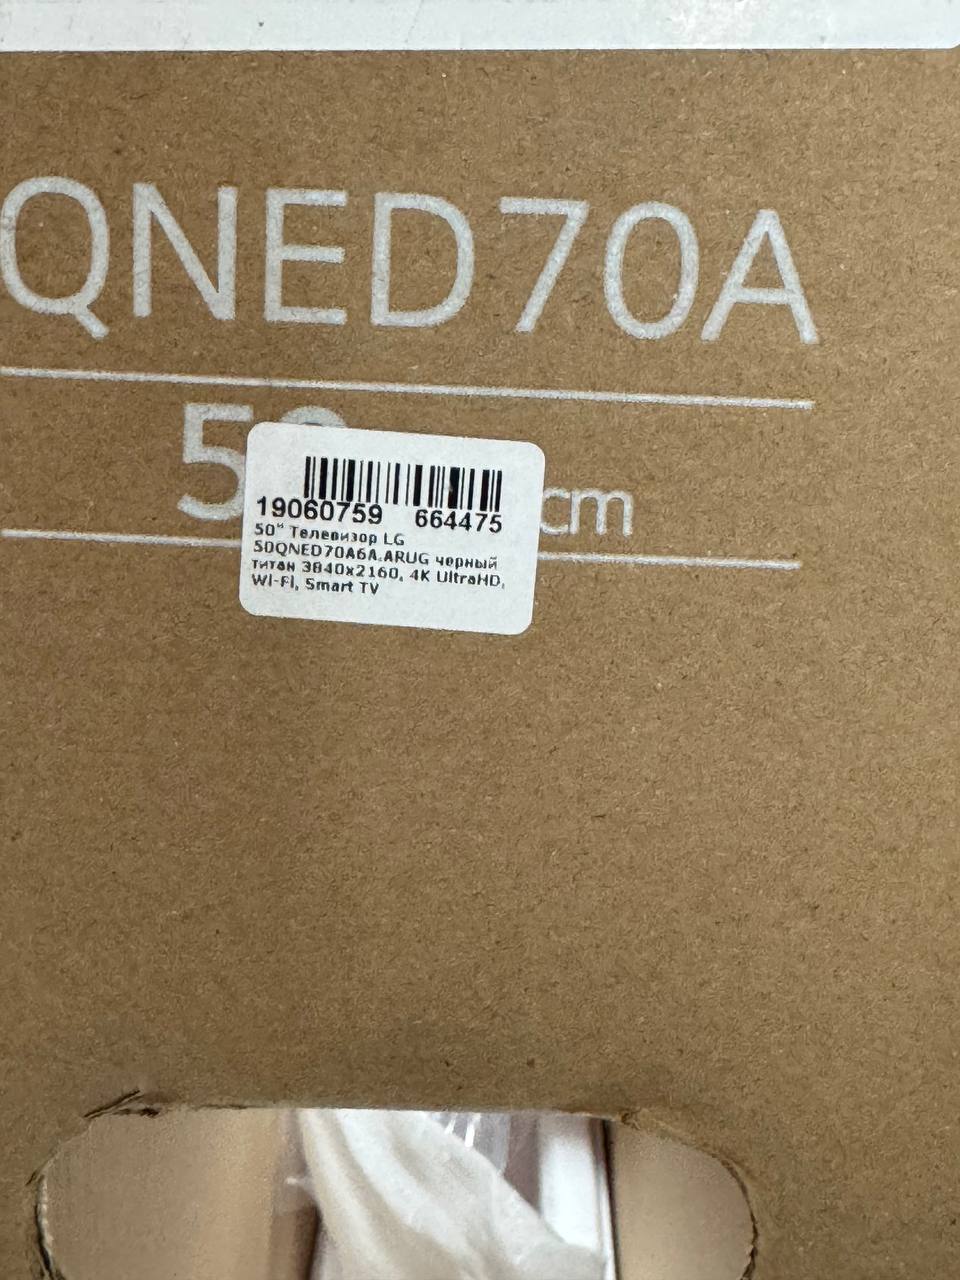 QNED70A
cm
19060759 664475
50" Телевизор LG
50QNED70A6A.ARUG черный
титан 3840x2160, 4K UltraHD,
Wi-Fi, Smart TV